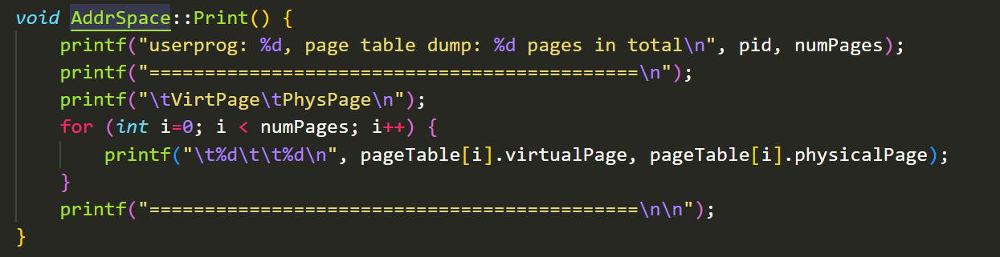 void AddrSpace::Print() {
    printf("userprog: %d, page table dump: %d pages in total\n", pid, numPages);
    printf("============================================\n");
    printf("\tVirtPage\tPhysPage\n");
    for (int i=0; i < numPages; i++) {
        printf("\t%d\t\t%d\n", pageTable[i].virtualPage, pageTable[i].physicalPage);
    }
    printf("============================================\n\n");
}